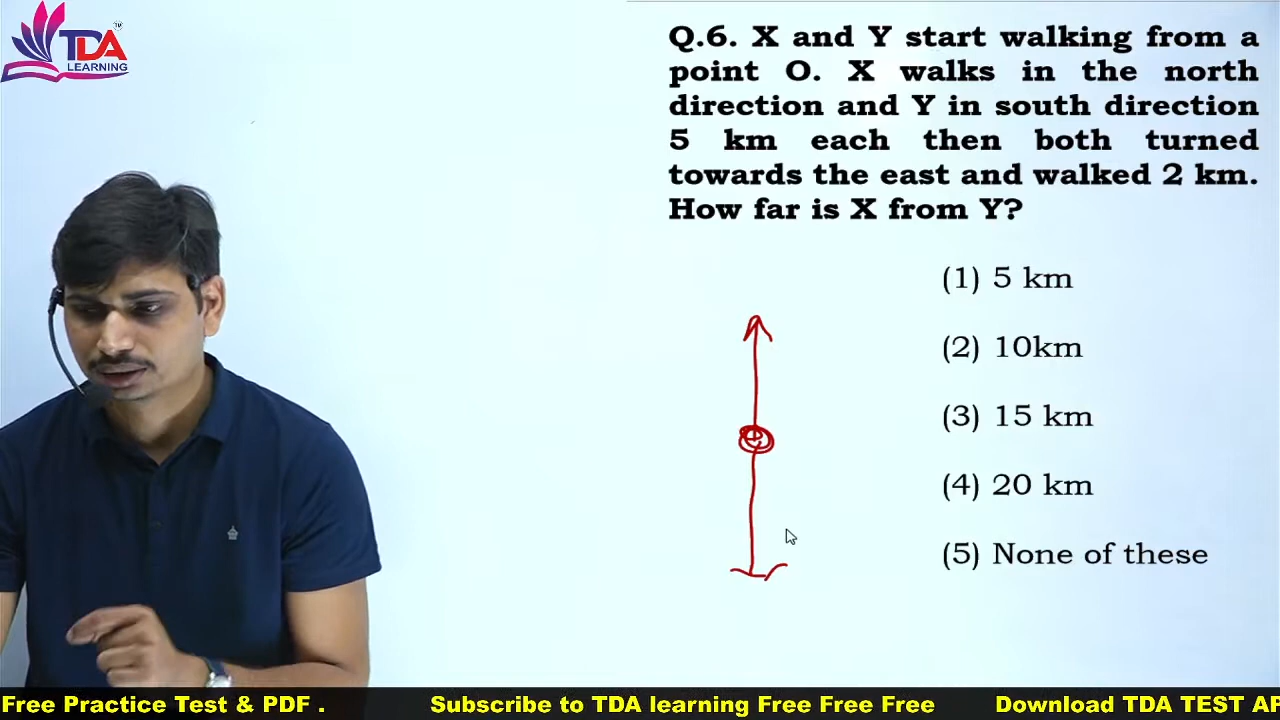 TDA
LEARNING
Q.6. X and Y start walking from a
point O. X walks in the north
direction and Y in south direction
5 km each then both turned
towards the east and walked 2 km.
How far is X from Y?
(1) 5 km
(2) 10km
(3) 15 km
(4) 20 km
(5) None of these
Free Practice Test & PDF . Subscribe to TDA learning Free Free Free Download TDA TEST AP